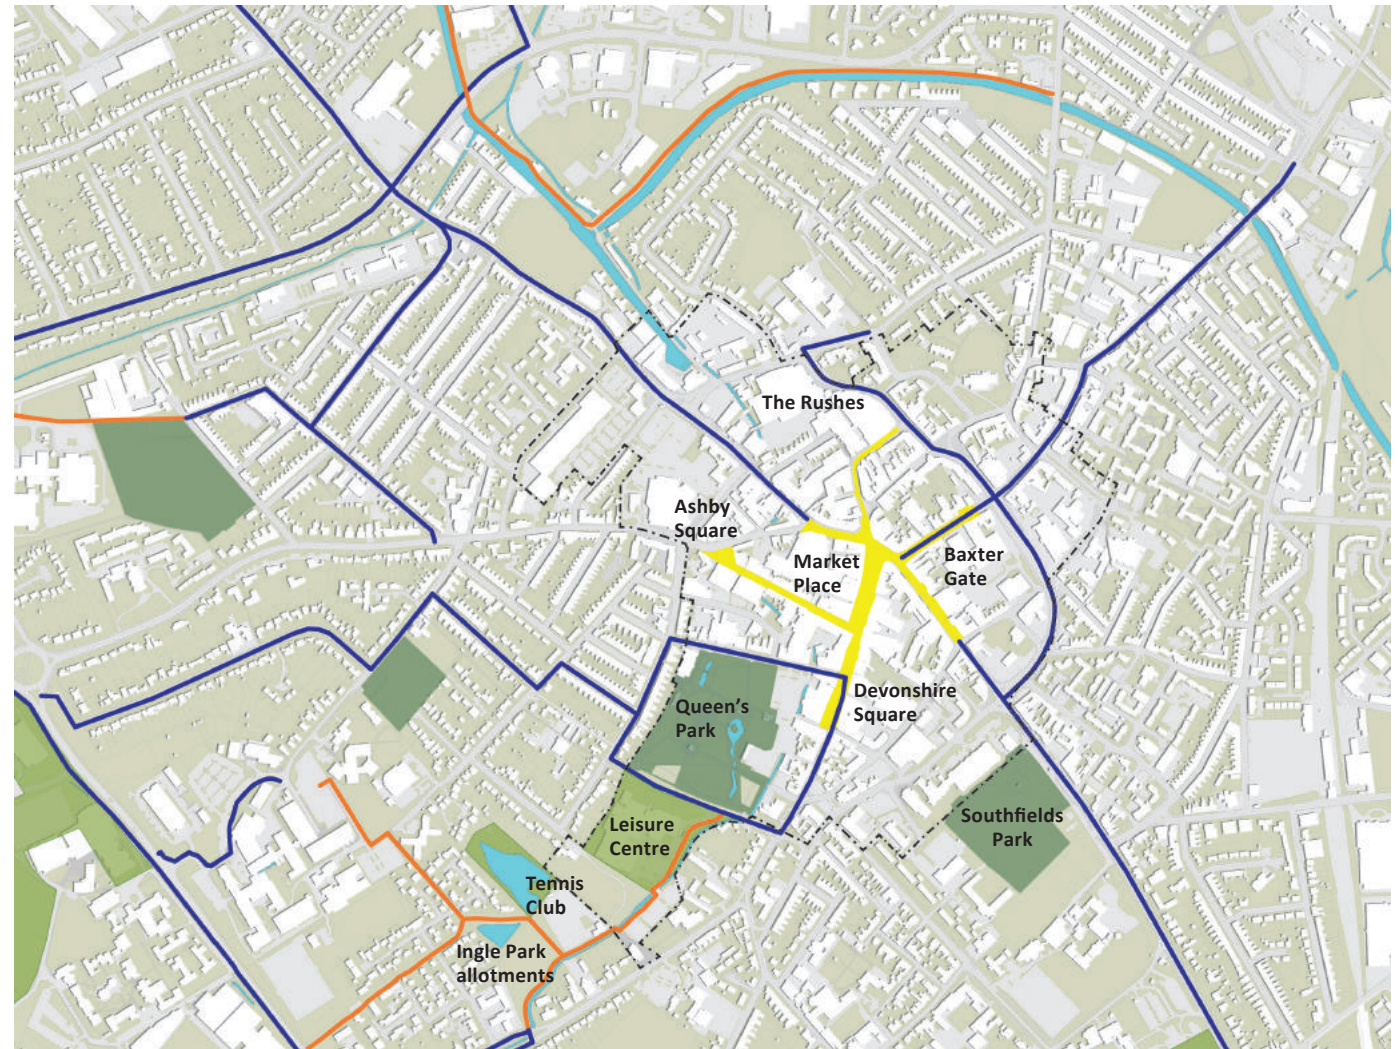 The Rushes
Ashby
Square
Market
Place
Baxter
Gate
Queen's
Park
Devonshire
Square
Leisure
Centre
Southfields
Park
Tennis
Club
Ingle Park
allotments